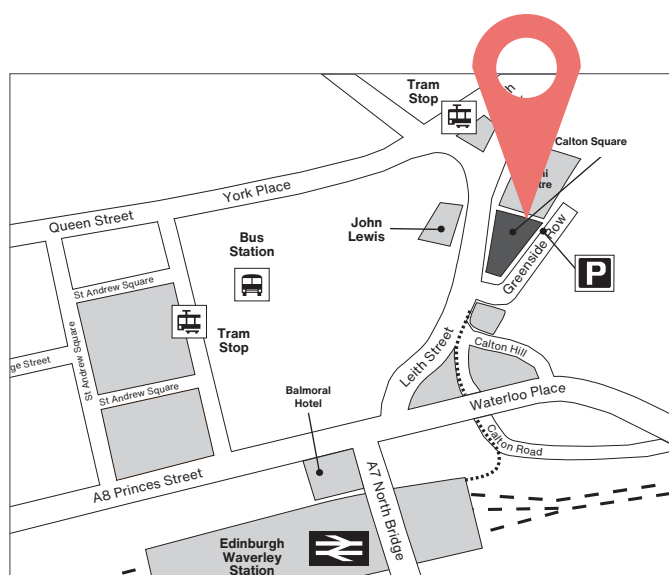 Tram
Stop
Calton Square
York Place
Queen Street
John
Lewis
Greenside Row
Bus
Station
P
St Andrew Square
Tram
Stop
St Andrew Square
Leith Street
Calton Hill
St Andrew Square
Balmoral
Hotel
Waterloo Place
Calton Road
A8 Princes Street
A7 North Bridge
Edinburgh
Waverley
Station